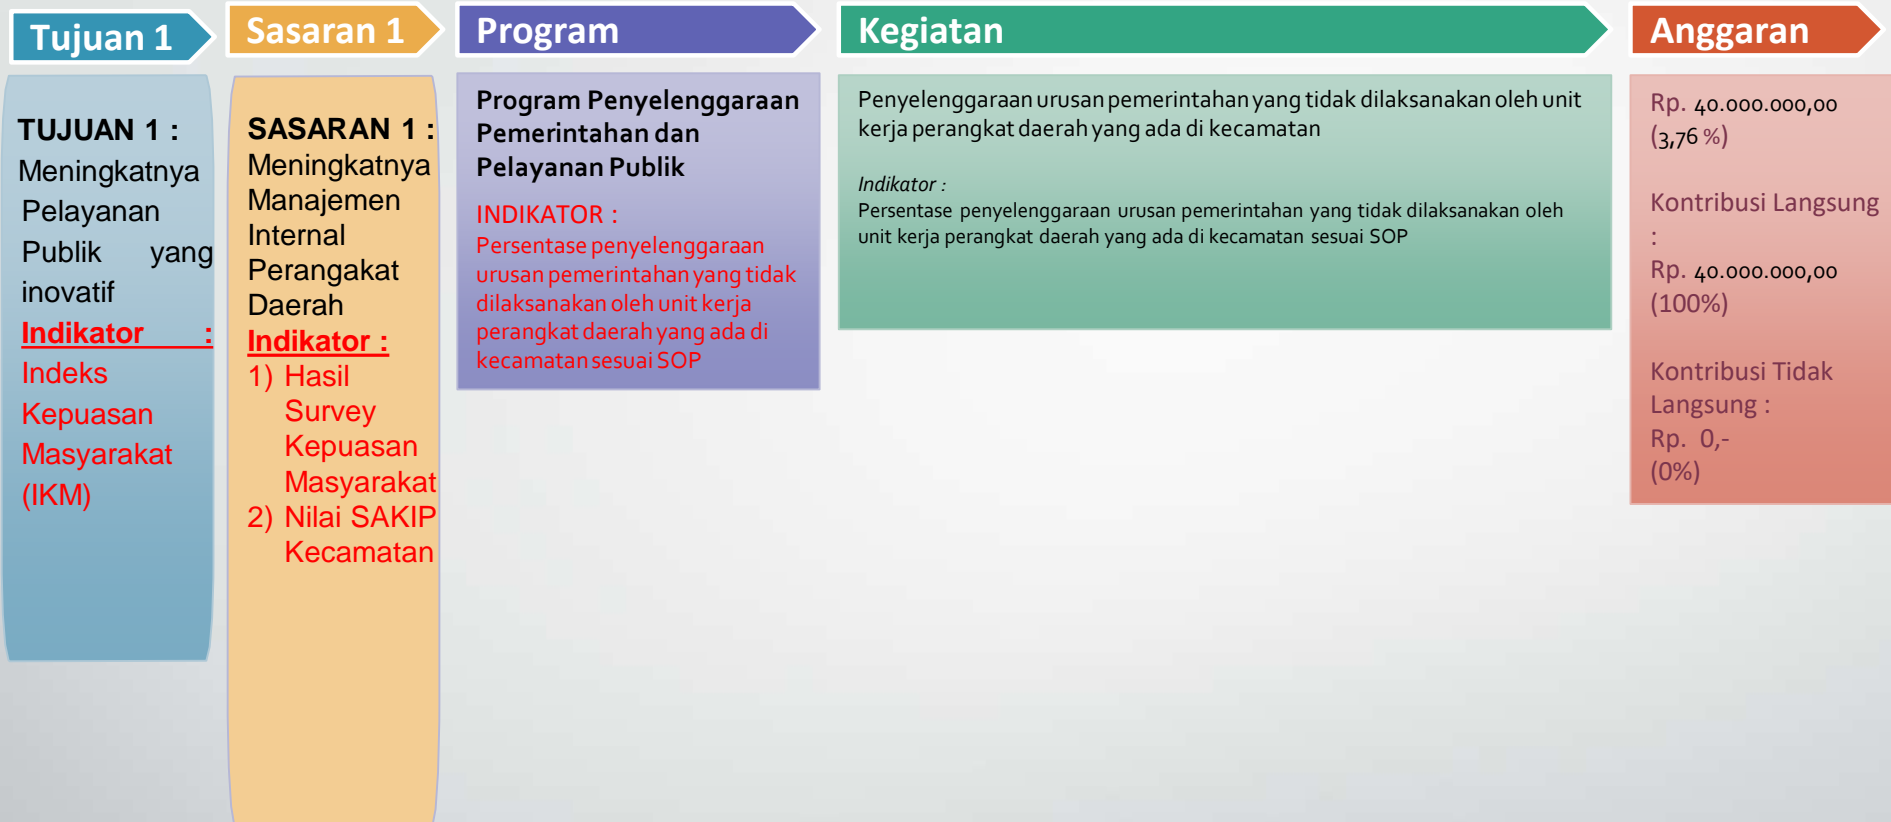 Tujuan 1
Sasaran 1
Program
Kegiatan
Anggaran
TUJUAN 1 :
Meningkatnya
Pelayanan
Publik yang
inovatif
Indikator :
Indeks
Kepuasan
Masyarakat
(IKM)
SASARAN 1 :
Meningkatnya
Manajemen
Internal
Perangakat
Daerah
Indikator :
1) Hasil
Survey
Kepuasan
Masyarakat
2) Nilai SAKIP
Kecamatan
Program Penyelenggaraan
Pemerintahan dan
Pelayanan Publik
INDIKATOR :
Persentase penyelenggaraan
urusan pemerintahan yang tidak
dilaksanakan oleh unit kerja
perangkat daerah yang ada di
kecamatan sesuai SOP
Penyelenggaraan urusan pemerintahan yang tidak dilaksanakan oleh unit
kerja perangkat daerah yang ada di kecamatan
Indikator :
Persentase penyelenggaraan urusan pemerintahan yang tidak dilaksanakan oleh
unit kerja perangkat daerah yang ada di kecamatan sesuai SOP
Rp. 40.000.000,00
(3,76 %)
Kontribusi Langsung
:
Rp. 40.000.000,00
(100%)
Kontribusi Tidak
Langsung :
Rp. 0,-
(0%)